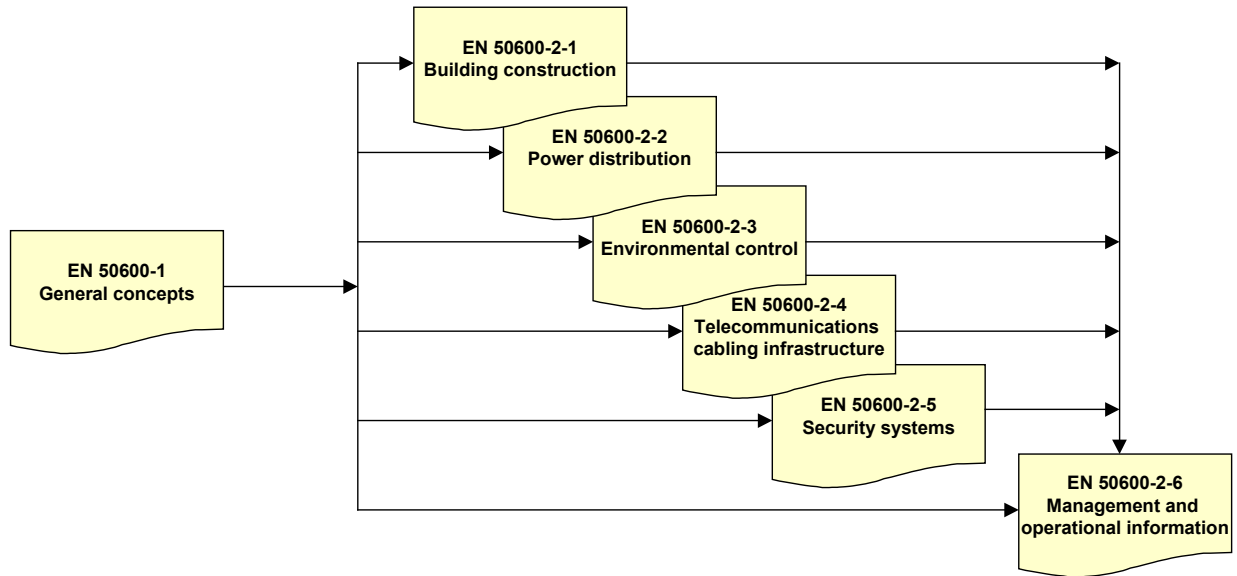 EN 50600-2-1
Building construction
EN 50600-2-2
Power distribution
EN 50600-2-3
Environmental control
EN 50600-1
General concepts
EN 50600-2-4
Telecommunications
cabling infrastructure
EN 50600-2-5
Security systems
EN 50600-2-6
Management and
operational information